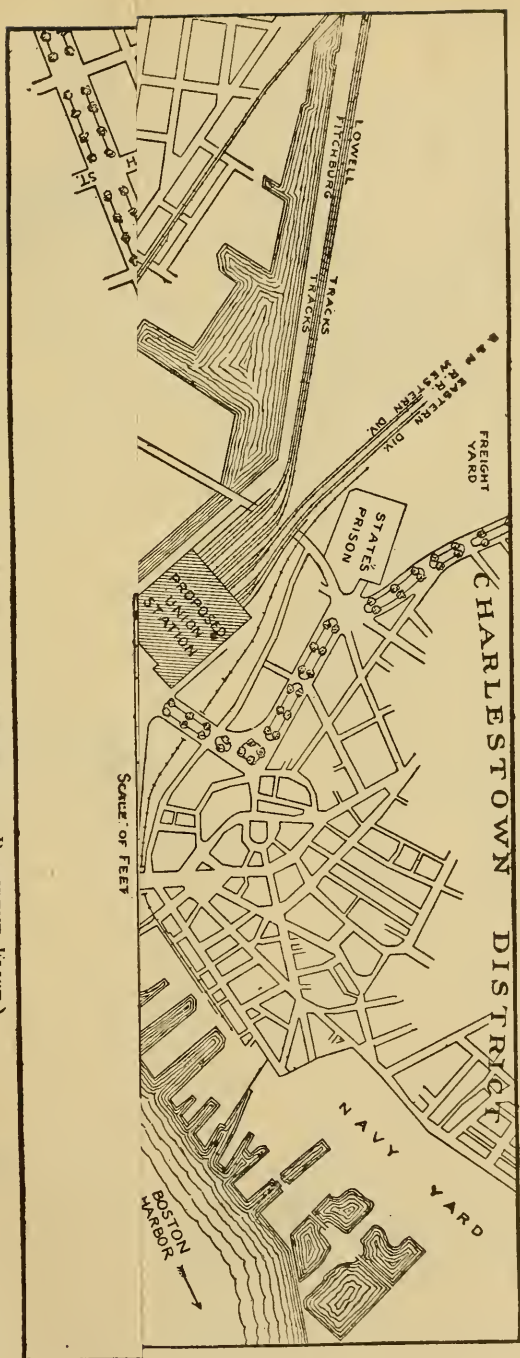 CHARLESTOWN DISTRICT
LOWELL
FITCHBURG TRACKS
TRACKS
B & M
R.R.
EASTERN DIV.
WESTERN DIV.
FREIGHT
YARD
STATE'S
PRISON
PROPOSED
UNION
STATION
NAVY YARD
BOSTON
HARBOR
SCALE OF FEET
ST.